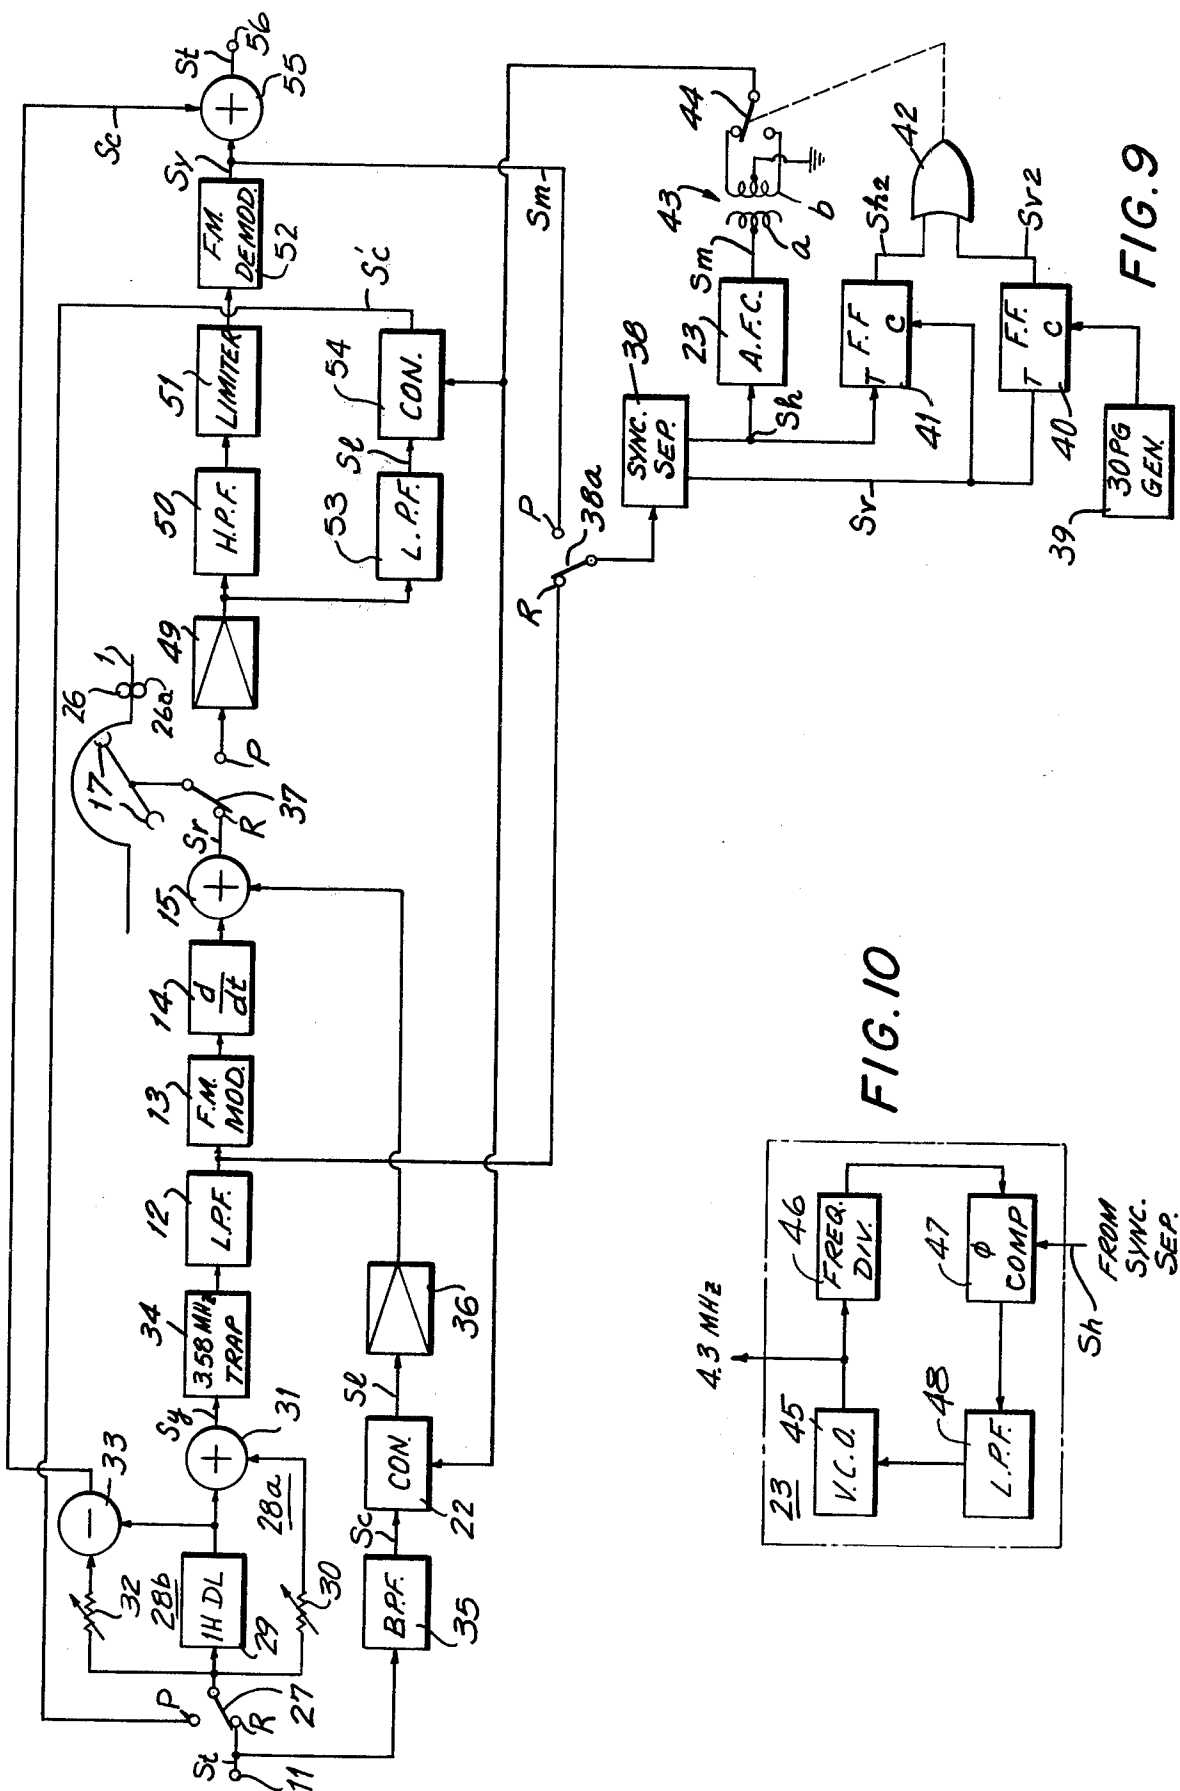 St
11
P
R
27
32
28b
1H DL
29
30
33
28a
Sy
31
34
3.58 MHz
TRAP
12
L.P.F.
13
F.M.
MOD.
14
d
dt
15
Sr
R
37
P
17
26
26a
1
49
50
H.P.F.
51
LIMITER
F.M.
DEMOD.
52
Sy
Sc
St
56
55
35
B.P.F.
Sc
22
CON.
Sl
36
53
L.P.F.
Sl
54
CON.
Sc'
Sm
R
P
38a
38
SYNC.
SEP.
23
A.F.C.
Sm
Sh
43
a
b
44
Sv
41
T F.F
C
Sh2
42
40
T F.F.
C
Sv2
39
30PG
GEN.
FIG. 9
23
4.3 MHz
45
V.C.O.
46
FREQ.
DIV.
47
φ
COMP
48
L.P.F.
Sh
FROM
SYNC.
SEP.
FIG. 10